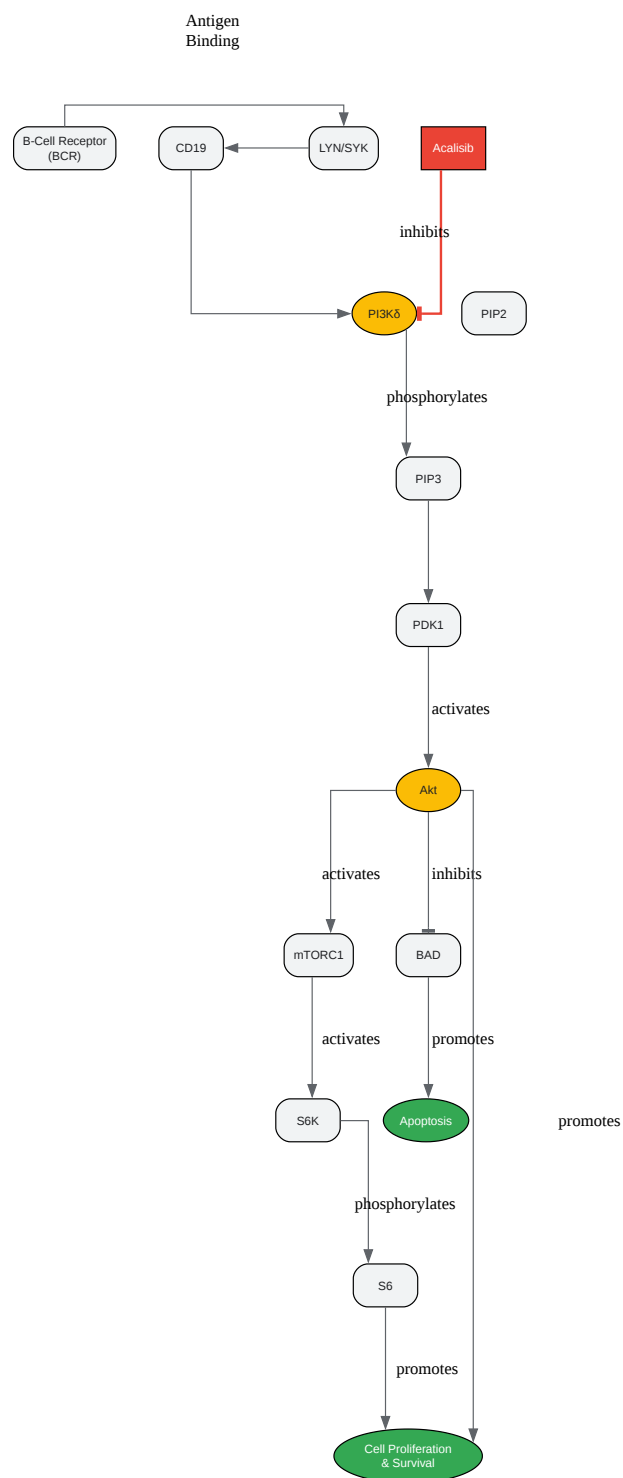 Antigen
Binding
B-Cell Receptor
(BCR)
CD19
LYN/SYK
Acalisib
inhibits
PI3Kδ
PIP2
phosphorylates
PIP3
PDK1
activates
Akt
activates
inhibits
mTORC1
BAD
activates
promotes
S6K
Apoptosis
promotes
phosphorylates
S6
promotes
Cell Proliferation
& Survival